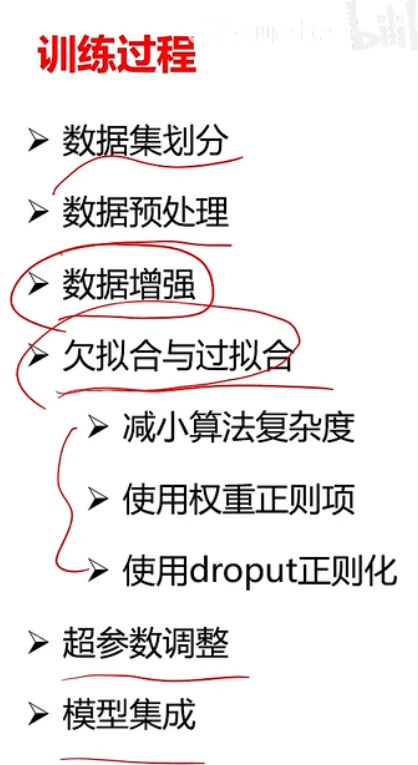 训练过程
数据集划分
数据预处理
数据增强
欠拟合与过拟合
减小算法复杂度
使用权重正则项
使用droput正则化
超参数调整
模型集成